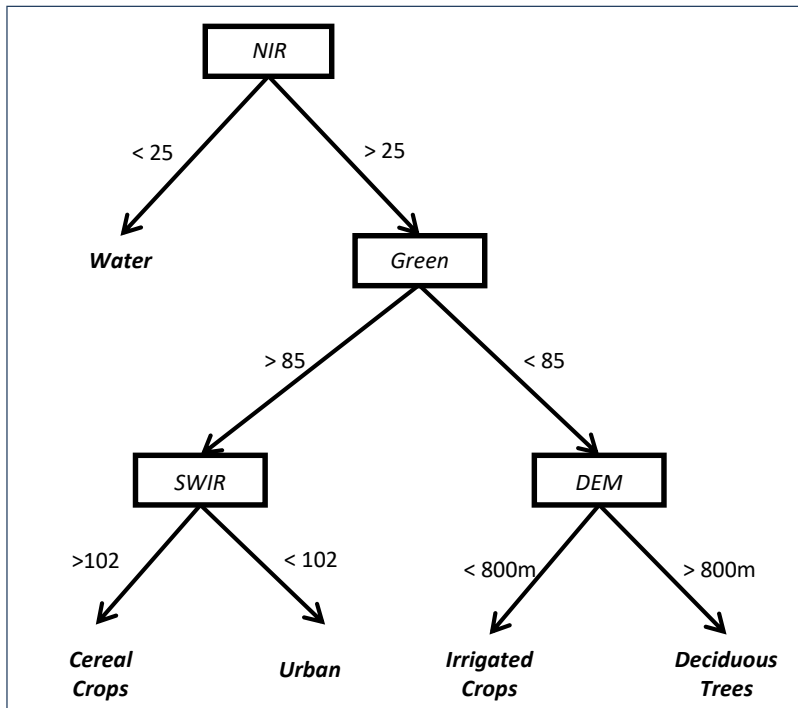 NIR
< 25
> 25
Water
Green
> 85
< 85
SWIR
DEM
>102
< 102
< 800m
> 800m
Cereal
Crops
Urban
Irrigated
Crops
Deciduous
Trees